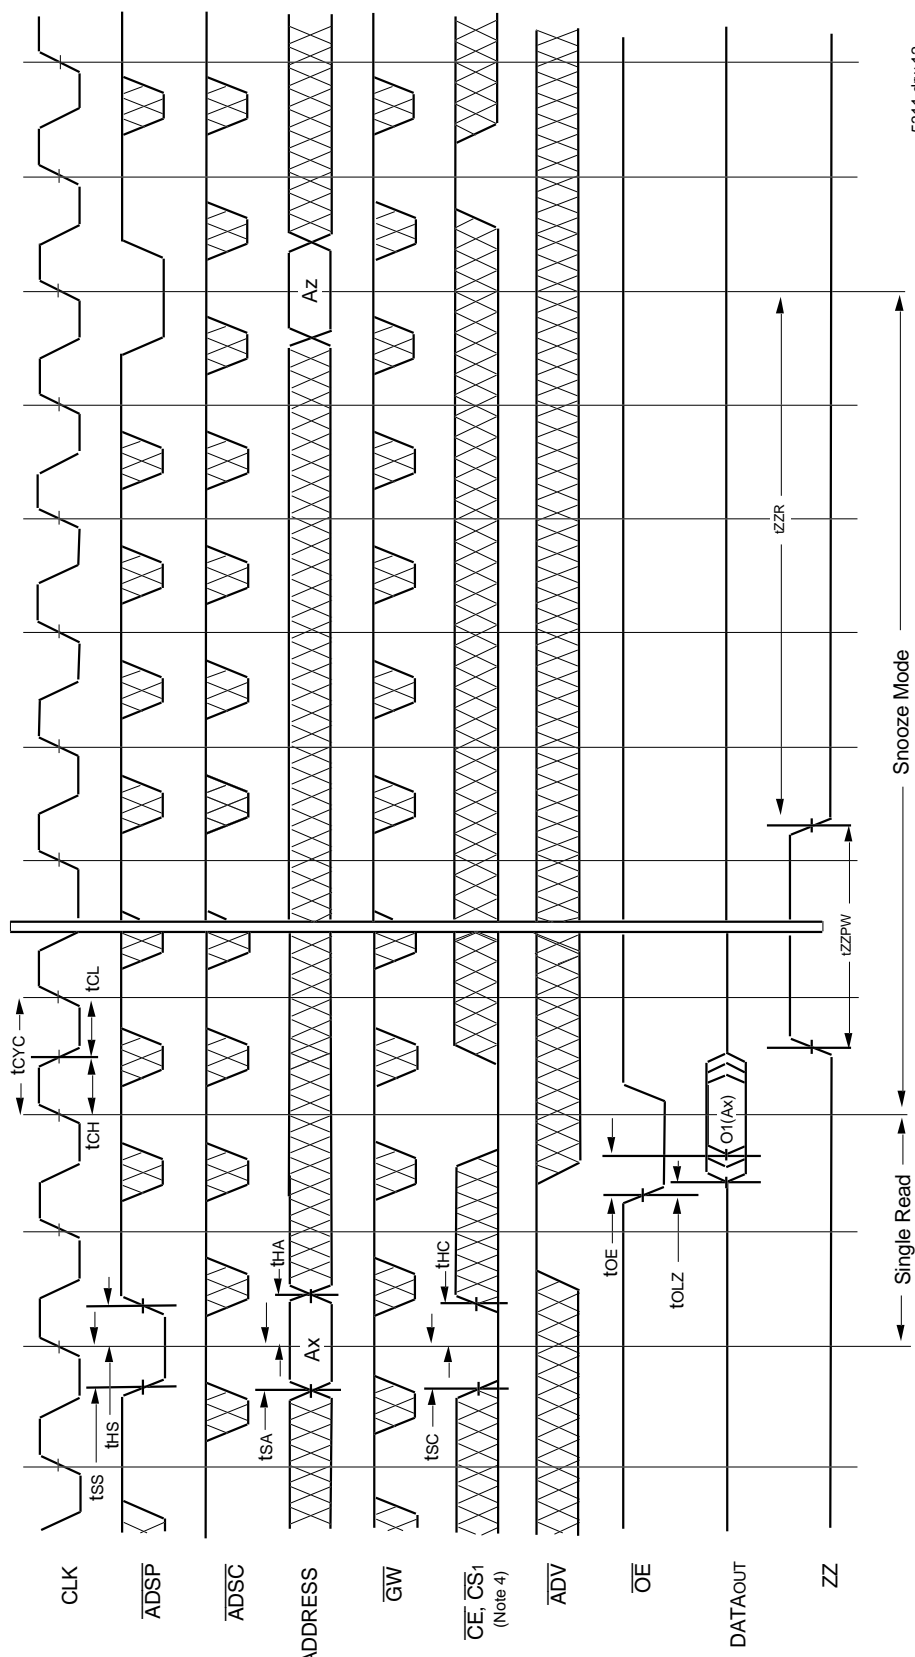 CLK
ADSP
ADSC
ADDRESS
GW
CE, CS1
(Note 4)
ADV
OE
DATAOUT
ZZ
tCYC
tCH
tCL
tSS
tHS
tSA
tHA
Ax
Az
tSC
tHC
tOE
tOLZ
O1(Ax)
tZZPW
tZZR
Single Read
Snooze Mode